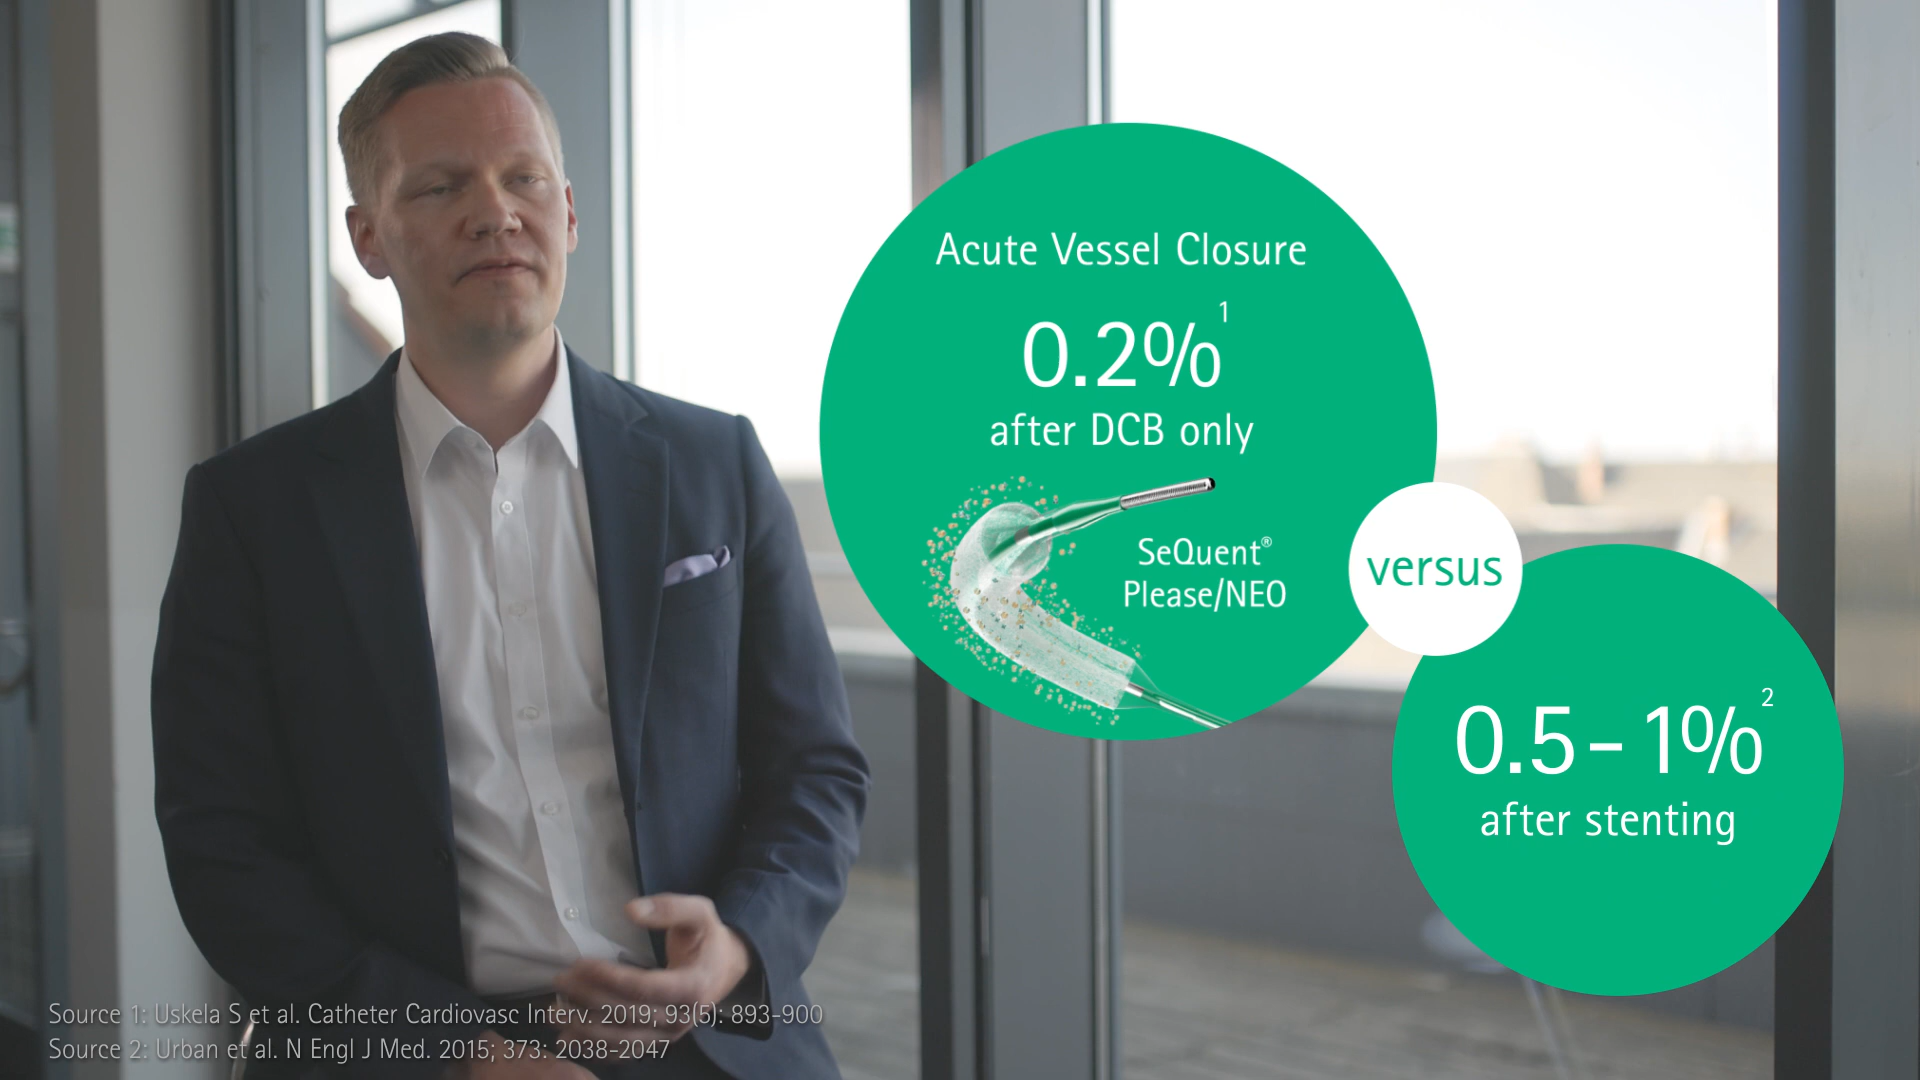 Acute Vessel Closure
0.2%¹
after DCB only
SeQuent®
Please/NEO
versus
0.5 – 1%²
after stenting
Source 1: Uskela S et al. Catheter Cardiovasc Interv. 2019; 93(5): 893-900
Source 2: Urban et al. N Engl J Med. 2015; 373: 2038-2047